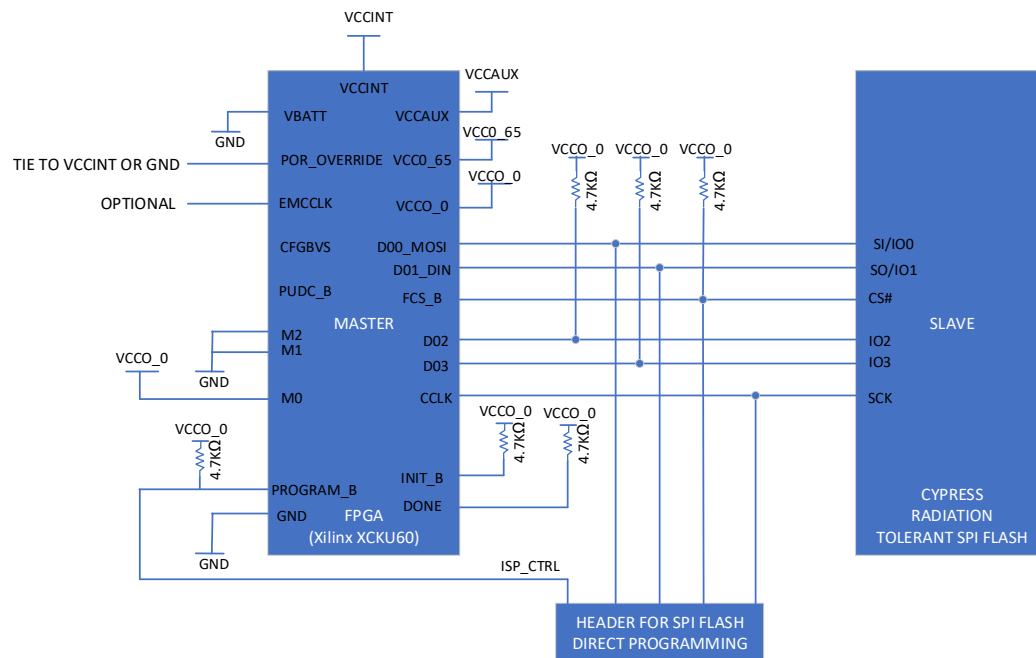 VCCINT
VCCINT
VBATT
GND
TIE TO VCCINT OR GND
POR_OVERRIDE
OPTIONAL
EMCCLK
CFGBVS
PUDC_B
M2
M1
GND
VCCO_0
M0
VCCO_0
4.7KΩ
PROGRAM_B
GND
GND
MASTER
FPGA
(Xilinx XCKU60)
VCCAUX
VCCAUX
VCC0_65
VCC0_65
VCCO_0
VCCO_0
D00_MOSI
D01_DIN
FCS_B
D02
D03
CCLK
INIT_B
DONE
VCCO_0
4.7KΩ
VCCO_0
4.7KΩ
VCCO_0
4.7KΩ
VCCO_0
4.7KΩ
VCCO_0
4.7KΩ
SI/IO0
SO/IO1
CS#
SLAVE
IO2
IO3
SCK
CYPRESS
RADIATION
TOLERANT SPI FLASH
ISP_CTRL
HEADER FOR SPI FLASH
DIRECT PROGRAMMING